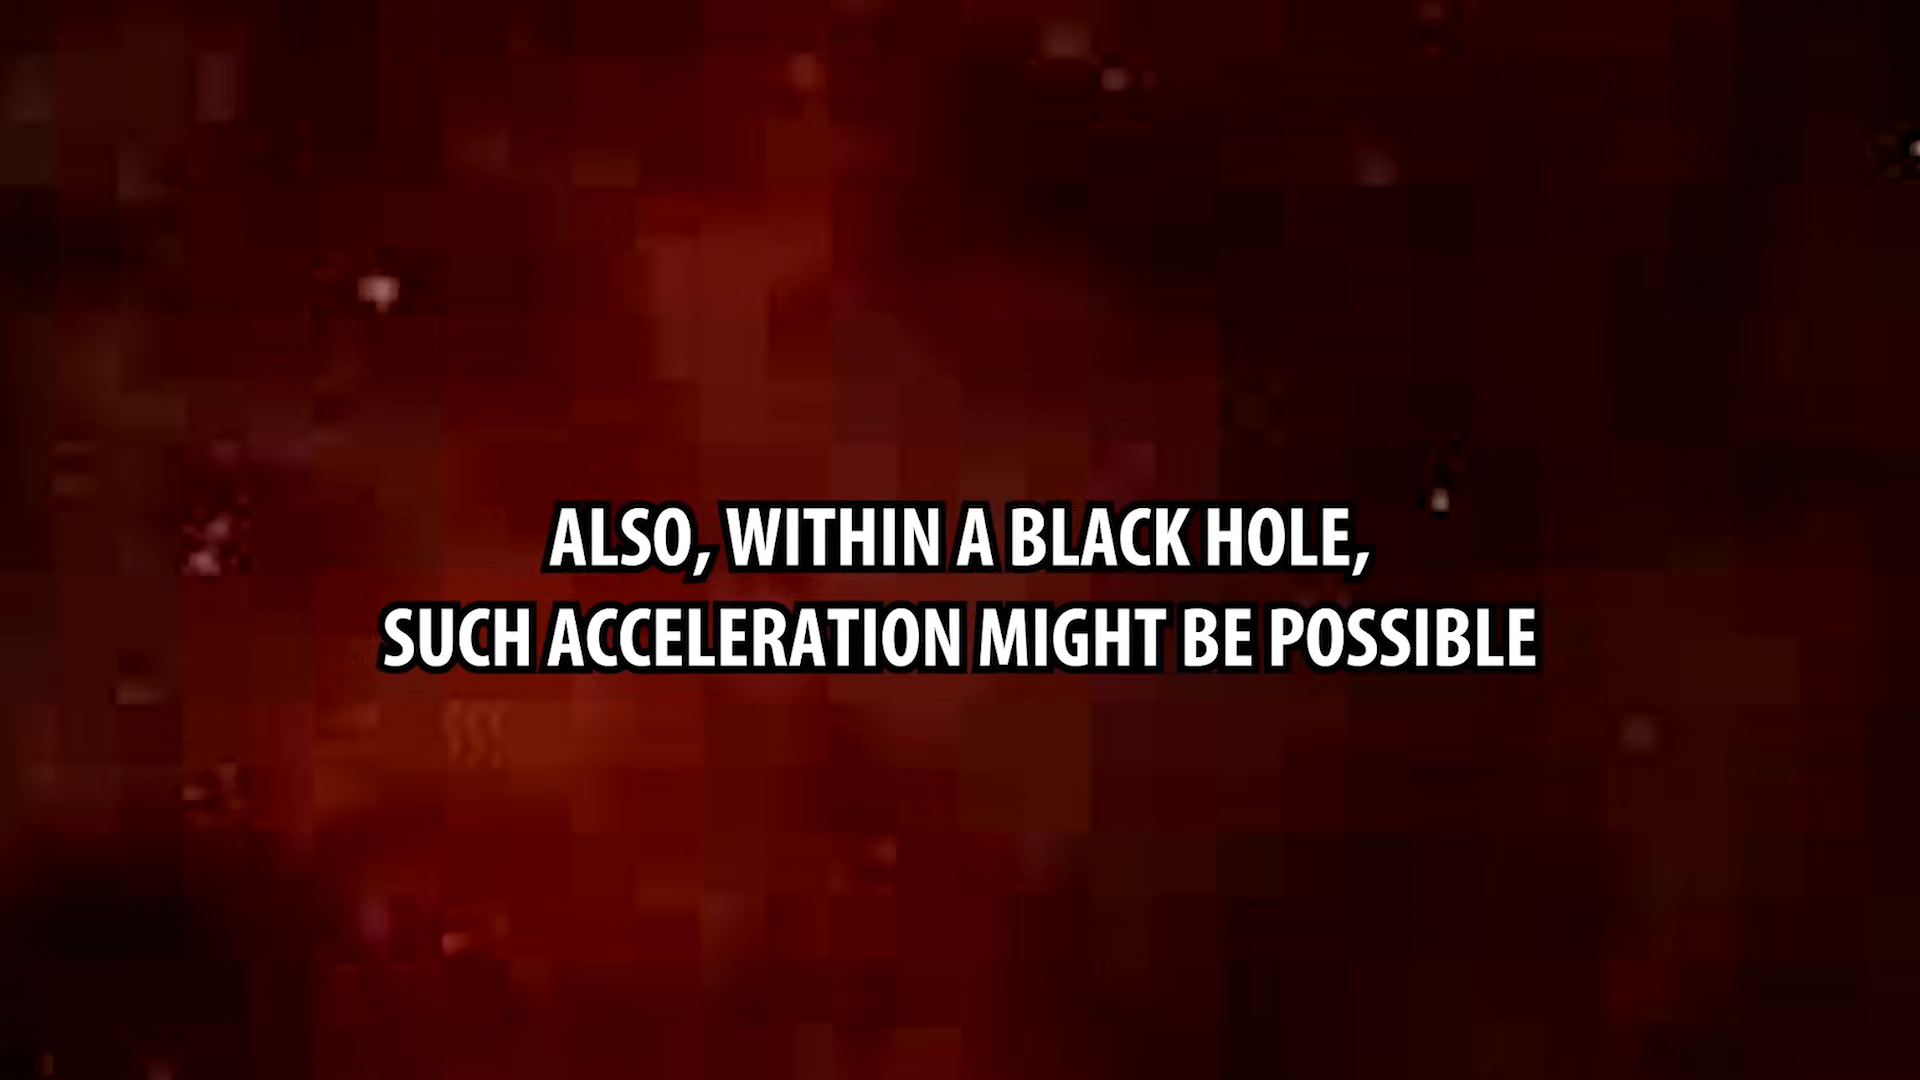 ALSO, WITHIN A BLACK HOLE,
SUCH ACCELERATION MIGHT BE POSSIBLE